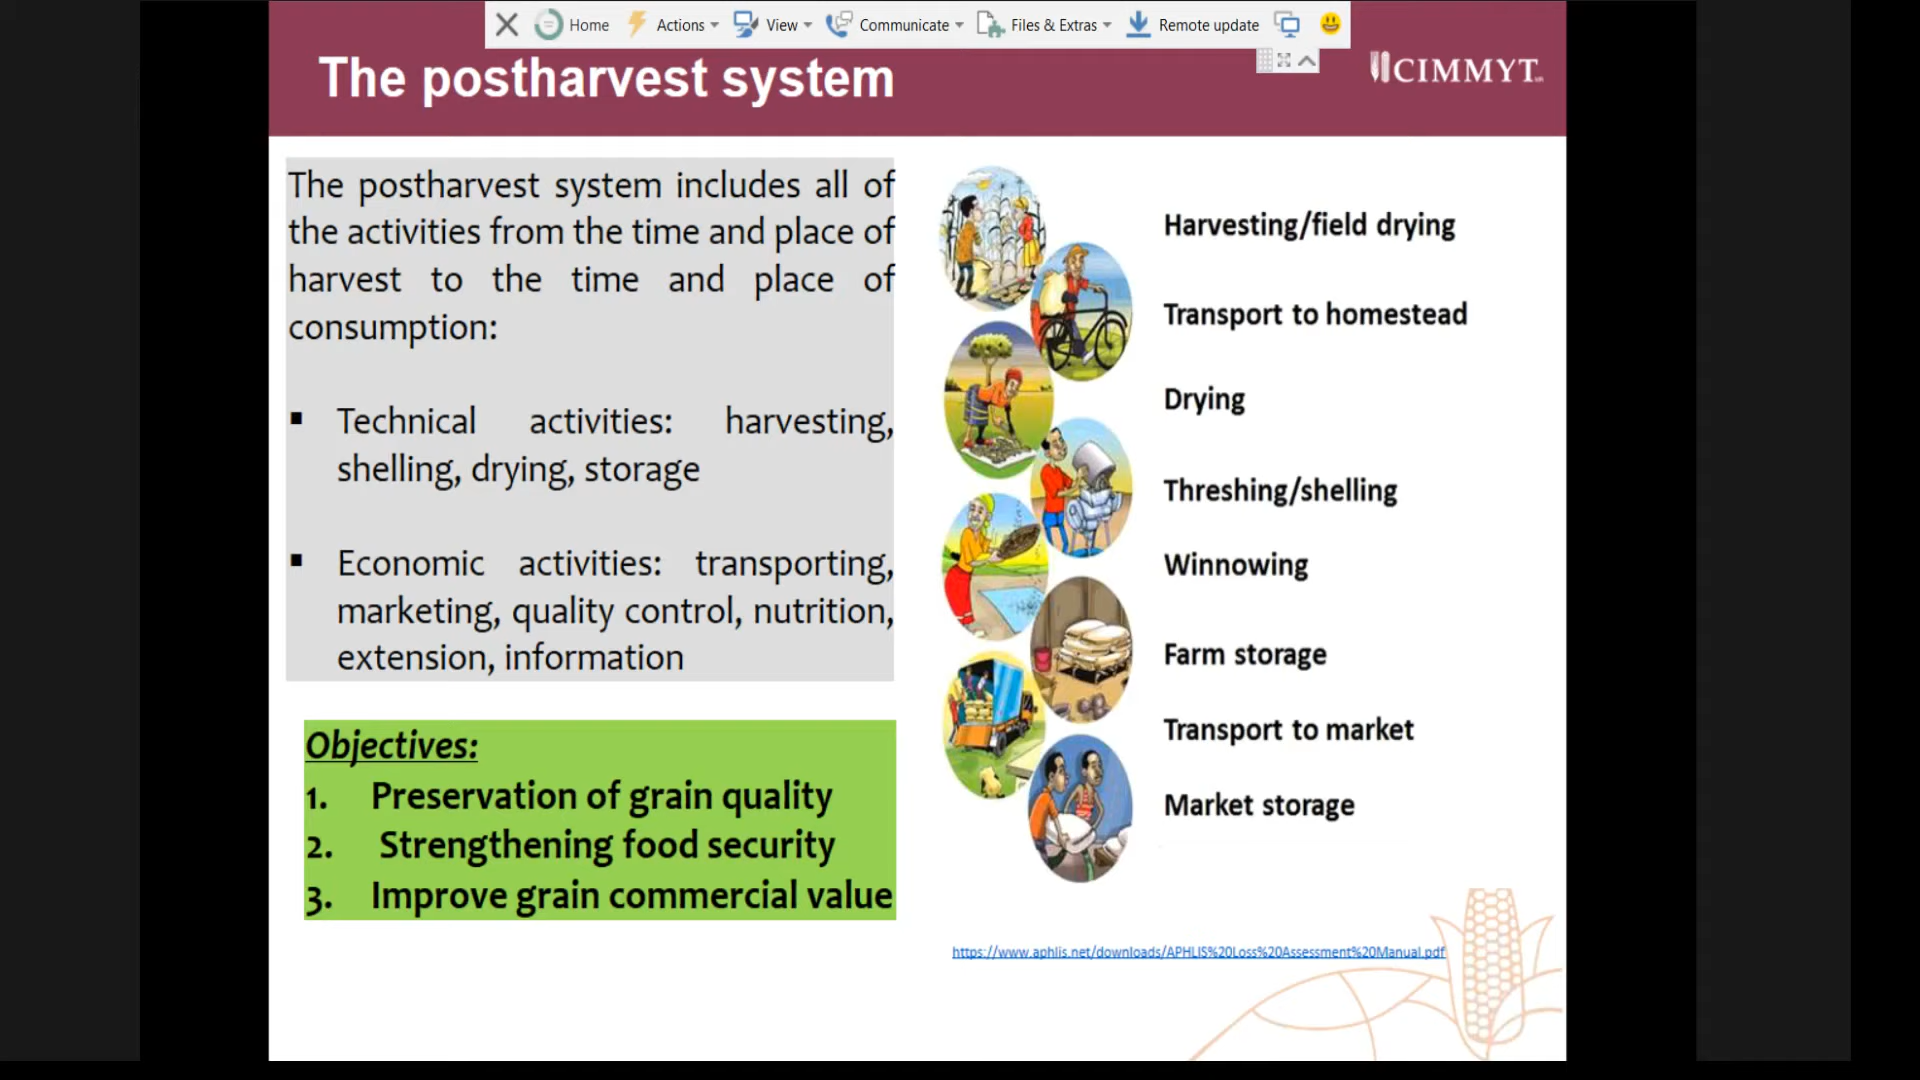 Home Actions View Communicate Files & Extras Remote update
The postharvest system
CIMMYT
The postharvest system includes all of
the activities from the time and place of
harvest to the time and place of
consumption:
▪ Technical activities: harvesting,
shelling, drying, storage
▪ Economic activities: transporting,
marketing, quality control, nutrition,
extension, information
Objectives:
1. Preservation of grain quality
2. Strengthening food security
3. Improve grain commercial value
Harvesting/field drying
Transport to homestead
Drying
Threshing/shelling
Winnowing
Farm storage
Transport to market
Market storage
https://www.aphlis.net/downloads/APHLIS%20Loss%20Assessment%20Manual.pdf